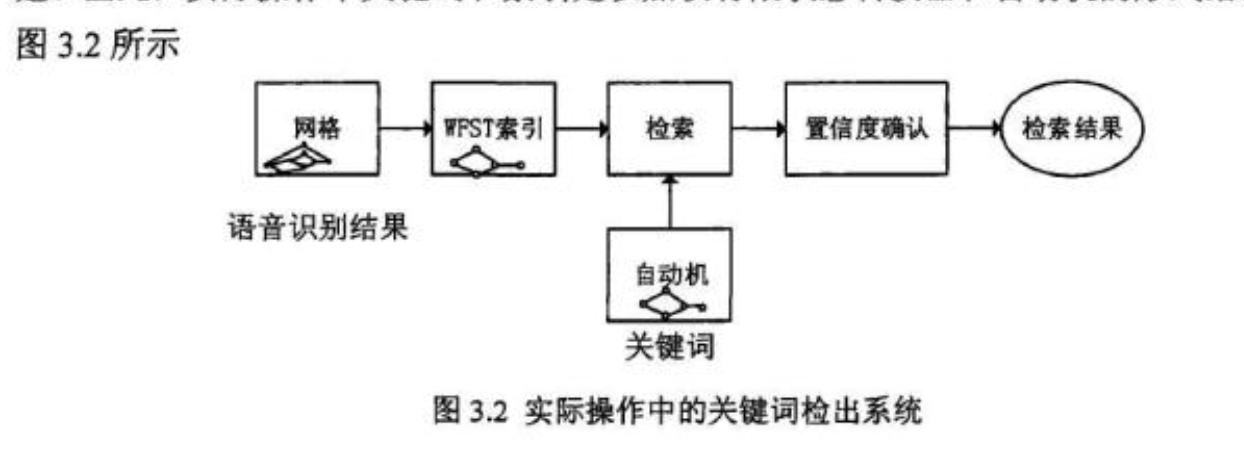 图 3.2 所示
网格
WFST索引
检索
置信度确认
检索结果
语音识别结果
自动机
关键词
图 3.2 实际操作中的关键词检出系统